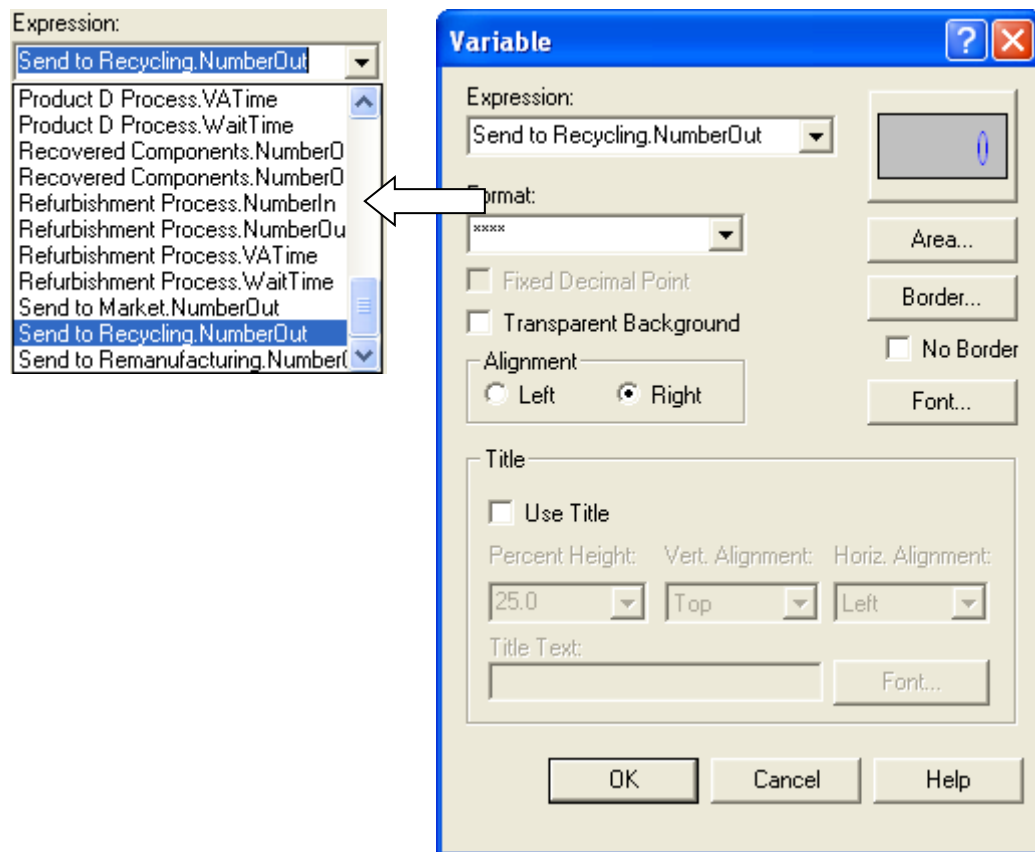 Expression:
Send to Recycling.NumberOut
Product D Process.VATime
Product D Process.WaitTime
Recovered Components.NumberO
Recovered Components.NumberO
Refurbishment Process.NumberIn
Refurbishment Process.NumberOu
Refurbishment Process.VATime
Refurbishment Process.WaitTime
Send to Market.NumberOut
Send to Recycling.NumberOut
Send to Remanufacturing.Number(
Variable
Expression:
Send to Recycling.NumberOut
0
Format:
****
Area...
Fixed Decimal Point
Border...
Transparent Background
No Border
Alignment
Left Right
Font...
Title
Use Title
Percent Height: Vert. Alignment: Horiz. Alignment:
25.0 Top Left
Title Text:
Font...
OK Cancel Help